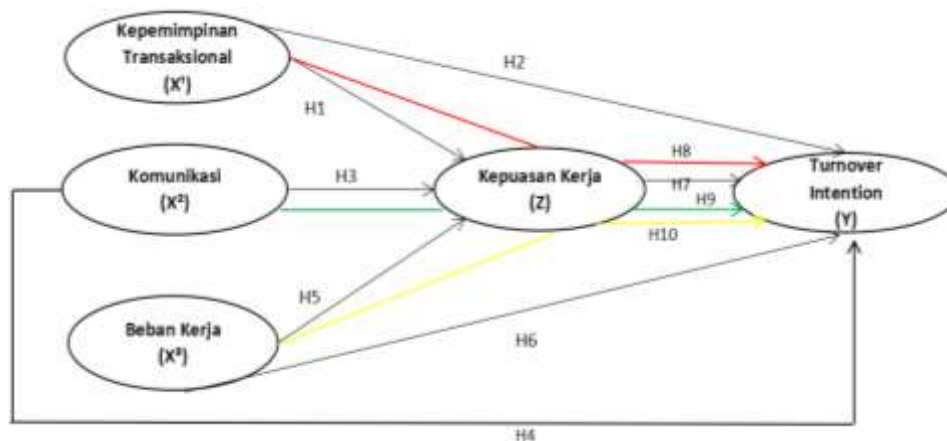 Kepemimpinan
Transaksional
(X¹)
H2
H1
Komunikasi
(X²)
H3
Kepuasan Kerja
(Z)
H8
H7
H9
H10
Turnover
Intention
(Y)
H5
Beban Kerja
(X³)
H6
H4